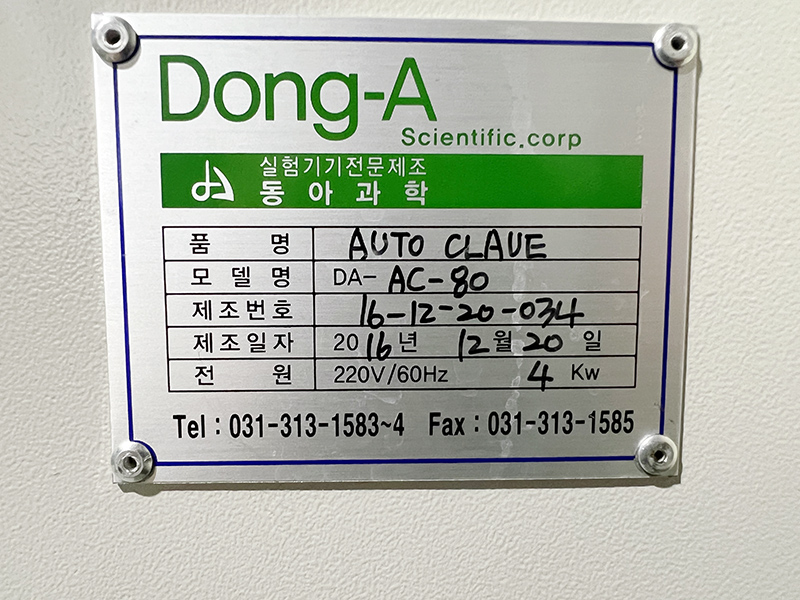 Dong-A
Scientific.corp
실험기기전문제조
동아과학
품 명 AUTO CLAVE
모델명 DA- AC-80
제조번호 16-12-20-034
제조일자 2016년 12월 20일
전 원 220V/60Hz 4 Kw
Tel : 031-313-1583~4 Fax : 031-313-1585